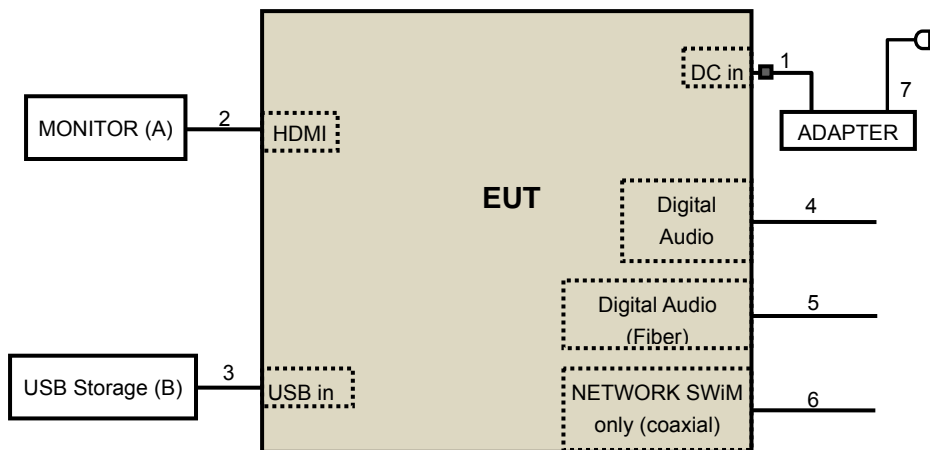 DC in
1
7
ADAPTER
MONITOR (A)
2
HDMI
EUT
Digital
Audio
4
Digital Audio
(Fiber)
5
USB Storage (B)
3
USB in
NETWORK SWiM
only (coaxial)
6